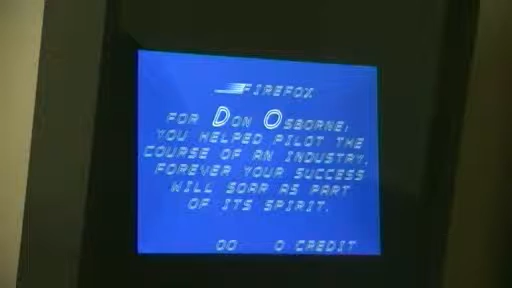 FIREFOX
FOR DON OSBORNE,
YOU HELPED PILOT THE
COURSE OF AN INDUSTRY.
FOREVER YOUR SUCCESS
WILL SOAR AS PART
OF ITS SPIRIT.
00 0 CREDIT